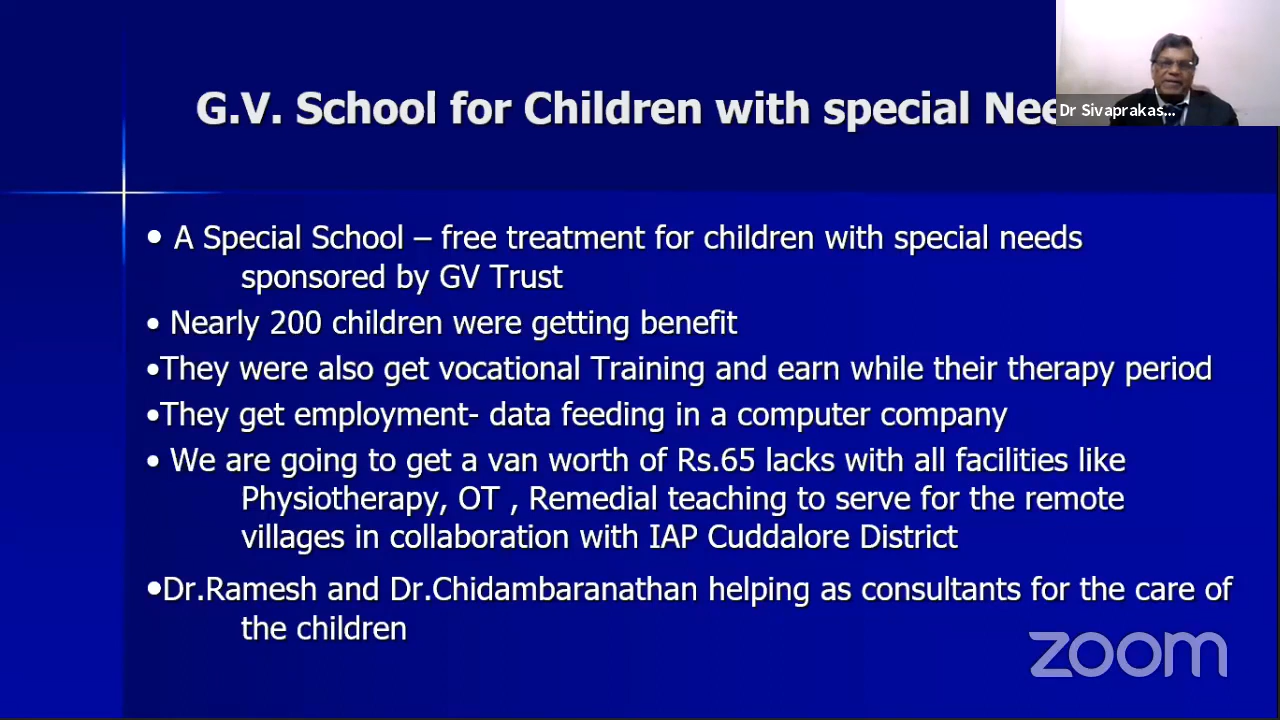 G.V. School for Children with special Nee
Dr Sivaprakas...
• A Special School – free treatment for children with special needs
sponsored by GV Trust
• Nearly 200 children were getting benefit
•They were also get vocational Training and earn while their therapy period
•They get employment- data feeding in a computer company
• We are going to get a van worth of Rs.65 lacks with all facilities like
Physiotherapy, OT , Remedial teaching to serve for the remote
villages in collaboration with IAP Cuddalore District
•Dr.Ramesh and Dr.Chidambaranathan helping as consultants for the care of
the children
zoom